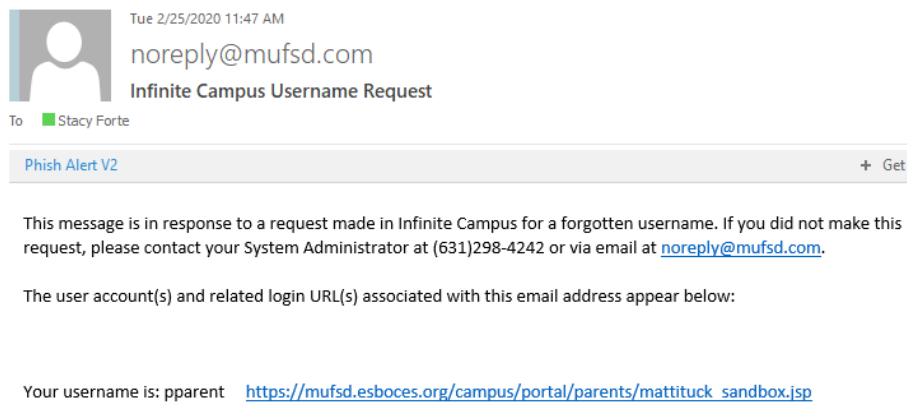 Tue 2/25/2020 11:47 AM
noreply@mufsd.com
Infinite Campus Username Request
To Stacy Forte
Phish Alert V2 + Get
This message is in response to a request made in Infinite Campus for a forgotten username. If you did not make this
request, please contact your System Administrator at (631)298-4242 or via email at noreply@mufsd.com.
The user account(s) and related login URL(s) associated with this email address appear below:
Your username is: pparent https://mufsd.esboces.org/campus/portal/parents/mattituck_sandbox.jsp